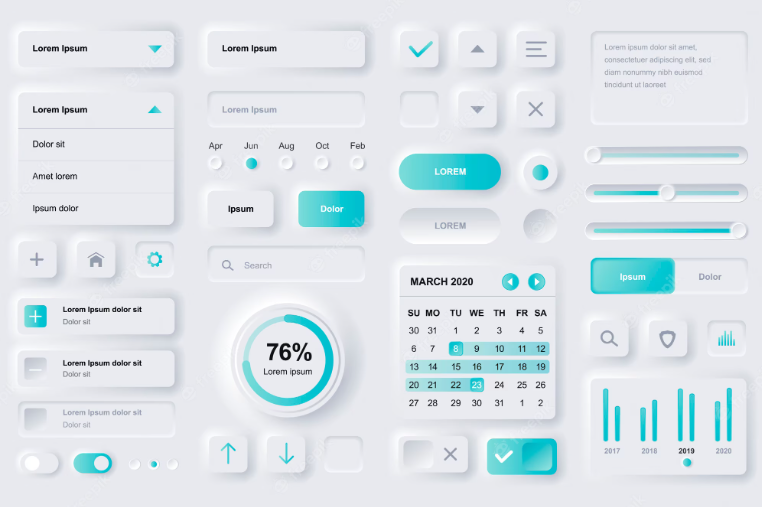 Lorem Ipsum
Lorem Ipsum
Dolor sit
Amet lorem
Ipsum dolor
Lorem Ipsum dolor sit
Dolor sit
Lorem Ipsum dolor sit
Dolor sit
Lorem Ipsum dolor sit
Dolor sit
Lorem Ipsum
Lorem Ipsum
Apr Jun Aug Oct Feb
Ipsum Dolor
Search
76%
Lorem ipsum
LOREM
LOREM
MARCH 2020
SU MO TU WE TH FR SA
30 31 1 2 3 4 5
6 7 8 9 10 11 12
13 14 15 16 17 18 19
20 21 22 23 24 25 26
27 28 29 30 31 1 2
Lorem ipsum dolor sit amet,
consectetuer adipiscing elit, sed
diam nonummy nibh euismod
tincidunt ut laoreet
Ipsum Dolor
2017 2018 2019 2020